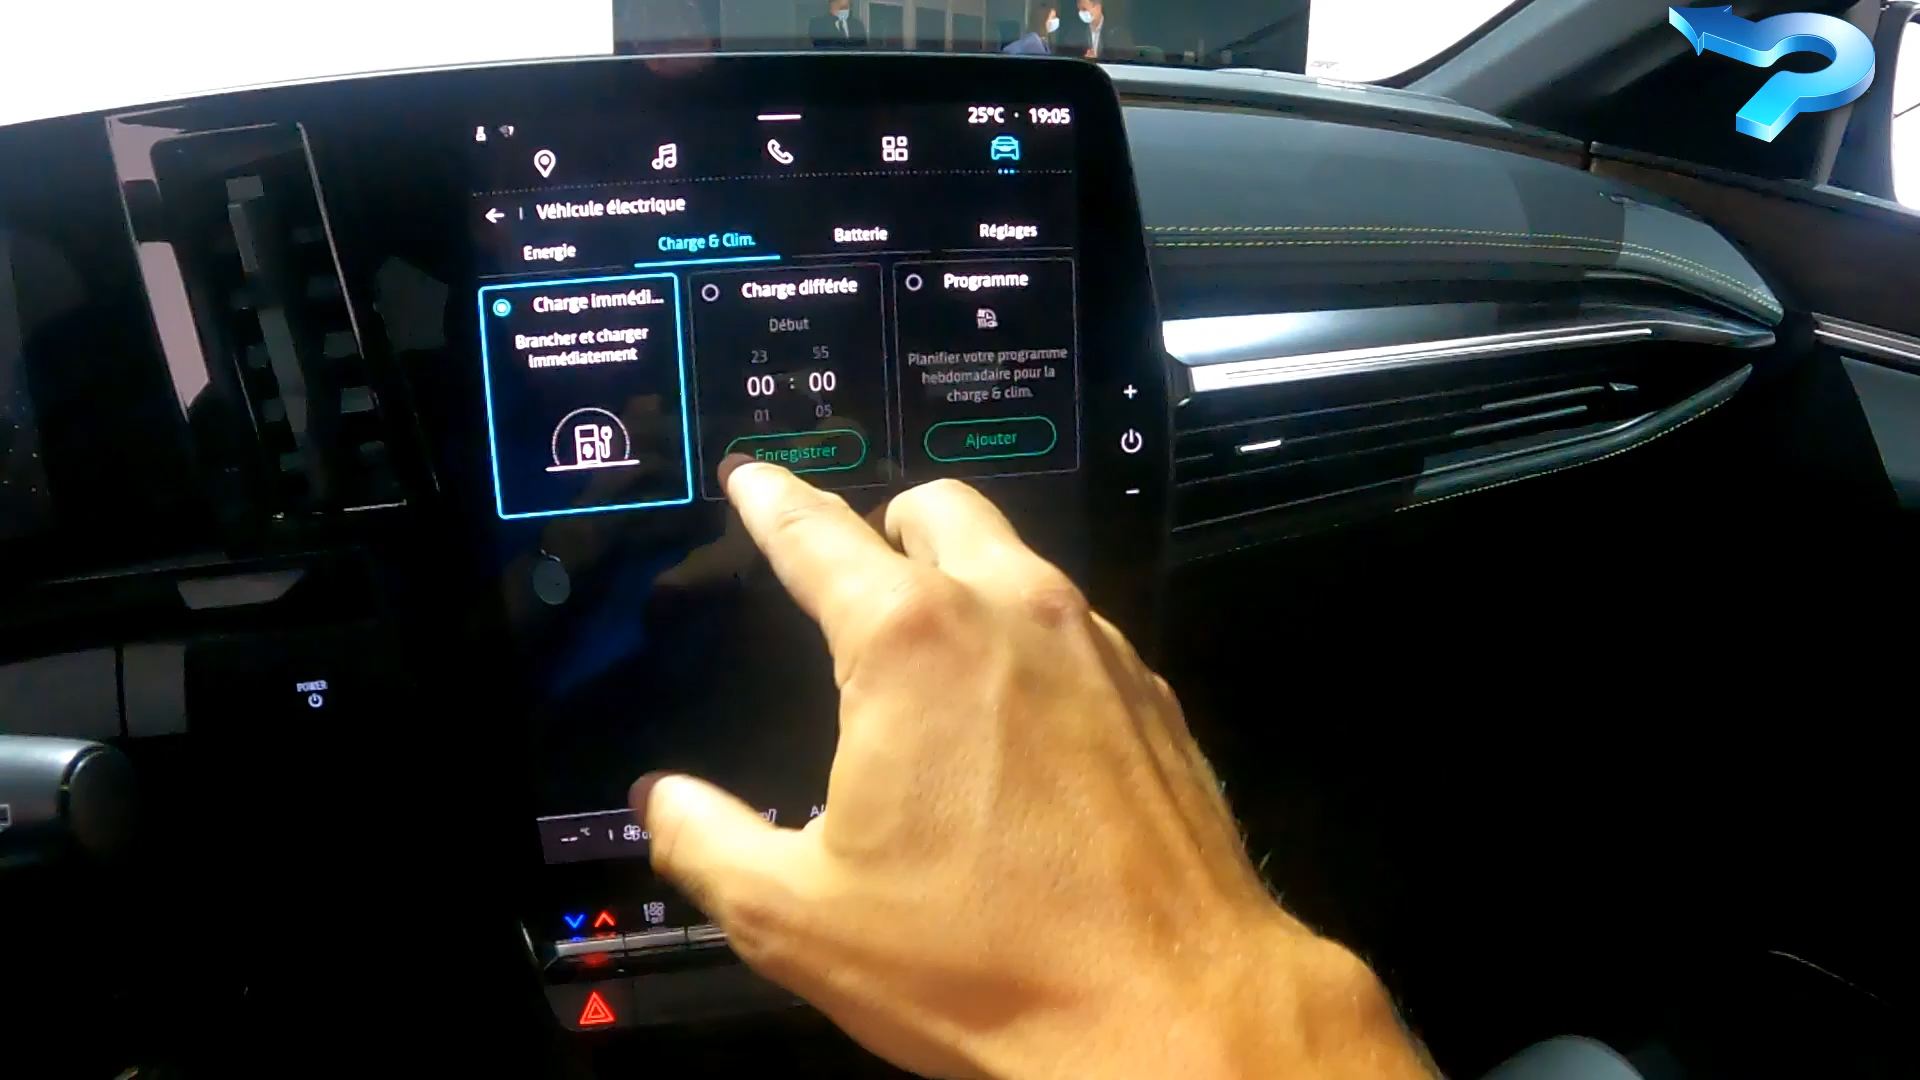 25°C · 19:05
Véhicule électrique
Energie
Charge & Clim.
Batterie
Réglages
Charge immédi...
Brancher et charger
immédiatement
Charge différée
Début
23 55
00 : 00
01 05
Enregistrer
Programme
Planifier votre programme
hebdomadaire pour la
charge & clim.
Ajouter
+
-
POWER
-- °C